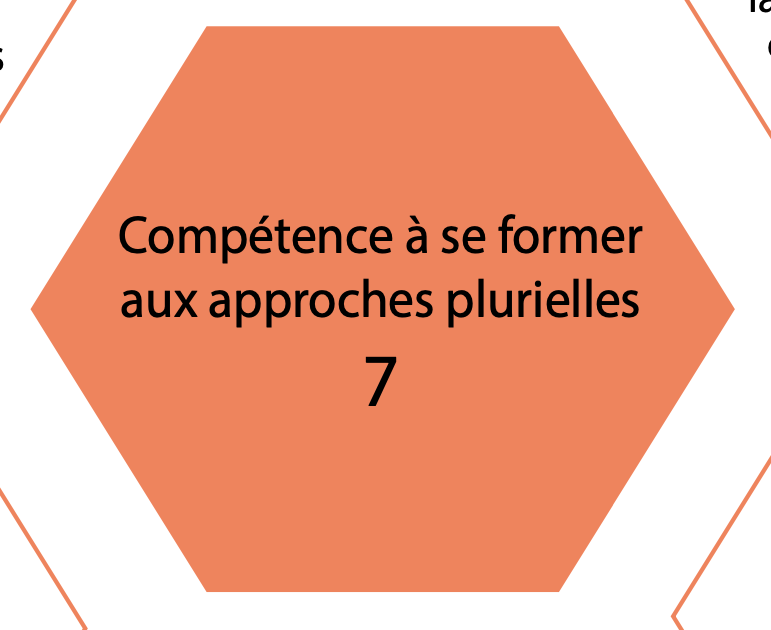 Compétence à se former
aux approches plurielles
7